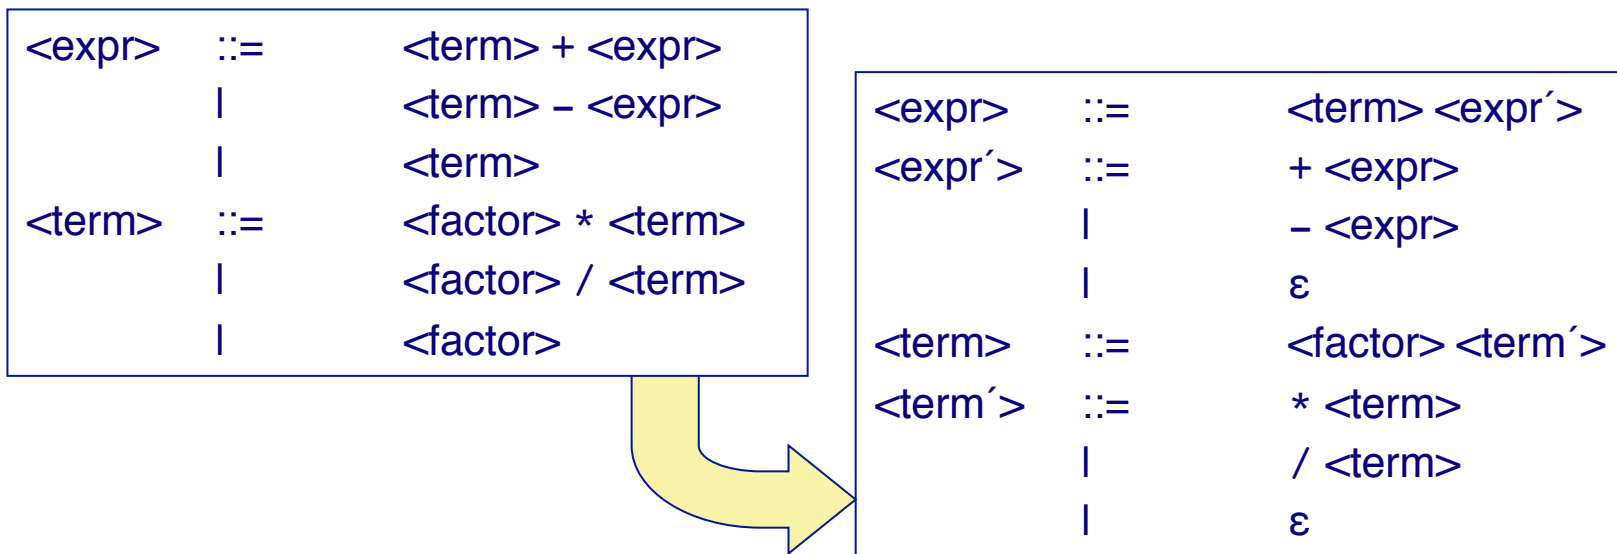 <expr> ::= <term> + <expr>
| <term> – <expr>
| <term>
<term> ::= <factor> * <term>
| <factor> / <term>
| <factor>
<expr´> ::= + <expr>
<expr> ::= <term> <expr´>
| – <expr>
| ε
<term> ::= <factor> <term´>
<term´> ::= * <term>
| / <term>
| ε